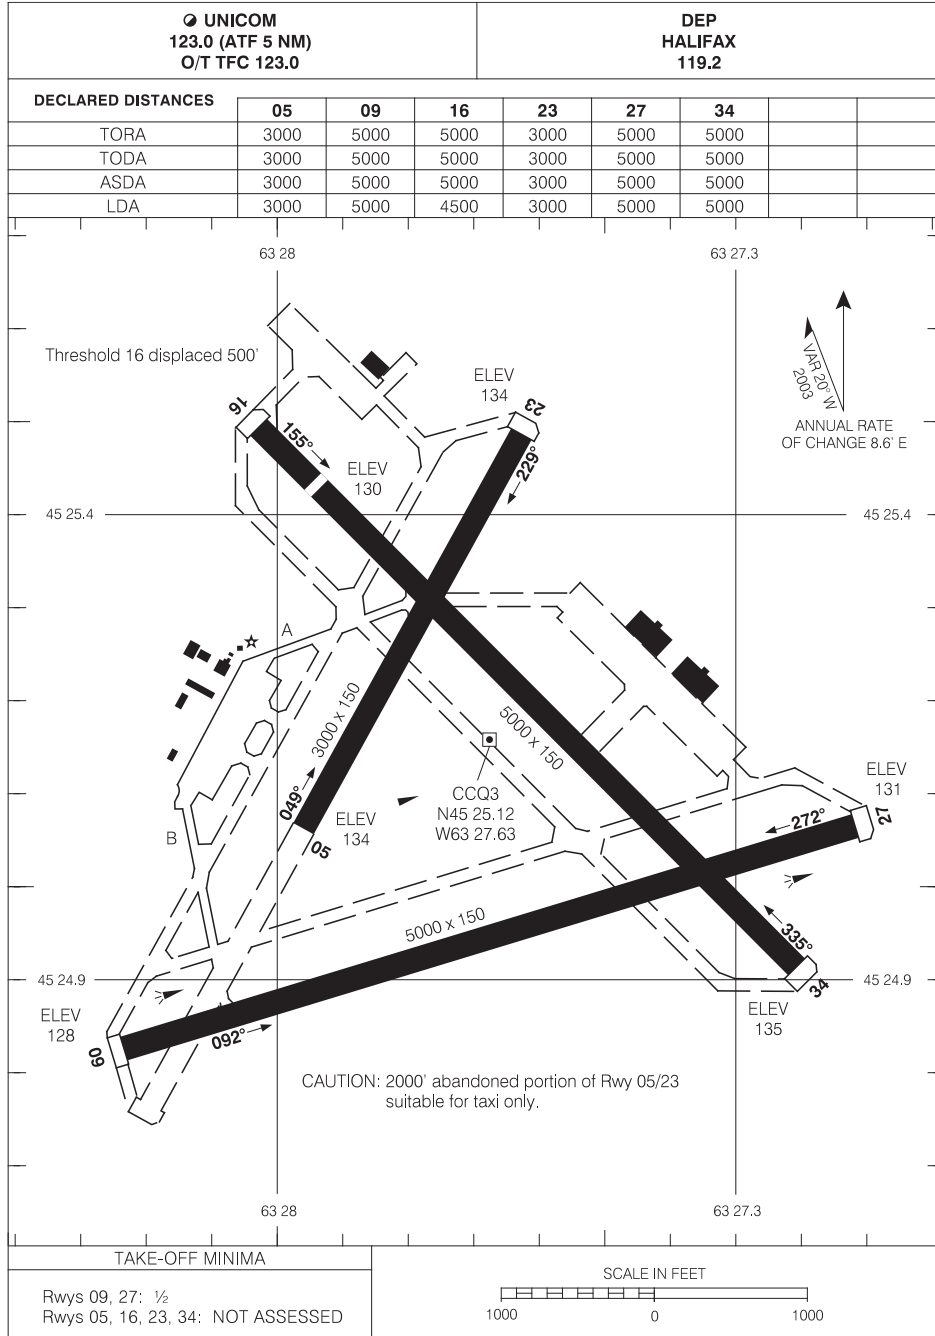 UNICOM
123.0 (ATF 5 NM)
O/T TFC 123.0
DEP
HALIFAX
119.2
DECLARED DISTANCES 05 09 16 23 27 34
TORA 3000 5000 5000 3000 5000 5000
TODA 3000 5000 5000 3000 5000 5000
ASDA 3000 5000 5000 3000 5000 5000
LDA 3000 5000 4500 3000 5000 5000
63 28
63 27.3
Threshold 16 displaced 500'
VAR 20° W
2003
ANNUAL RATE
OF CHANGE 8.6' E
ELEV
134
23
16
155°
229°
ELEV
130
45 25.4
45 25.4
A
3000 x 150
5000 x 150
CCQ3
N45 25.12
W63 27.63
049°
05
ELEV
134
B
ELEV
131
27
272°
5000 x 150
335°
34
ELEV
135
45 24.9
45 24.9
ELEV
128
09
092°
CAUTION: 2000' abandoned portion of Rwy 05/23
suitable for taxi only.
63 28
63 27.3
TAKE-OFF MINIMA
Rwys 09, 27: ½
Rwys 05, 16, 23, 34: NOT ASSESSED
SCALE IN FEET
1000 0 1000